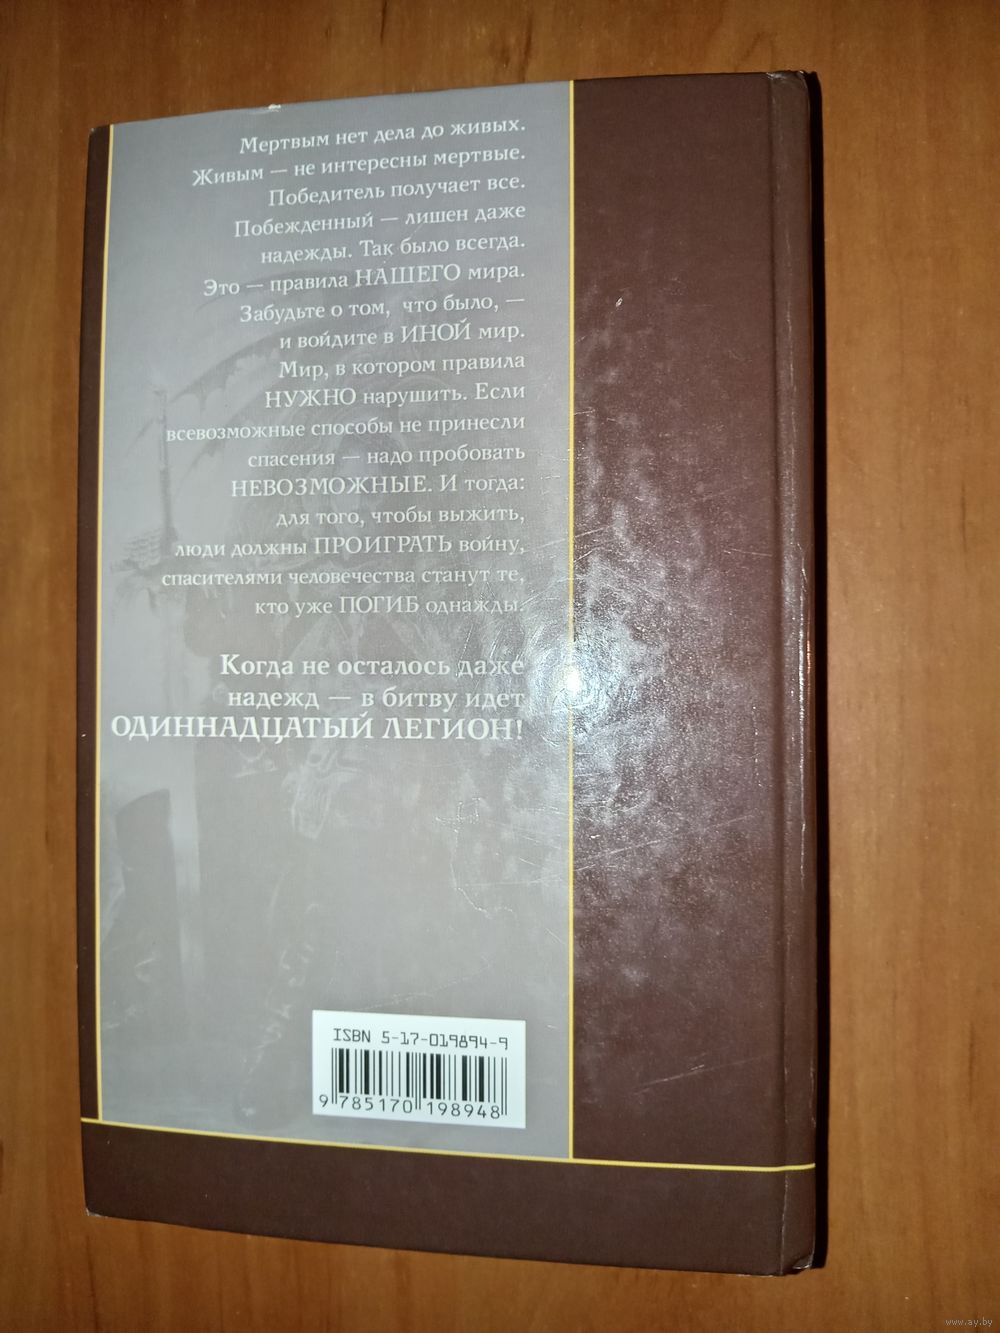 Мертвым нет дела до живых.
Живым — не интересны мертвые.
Победитель получает все.
Побежденный — лишен даже
надежды. Так было всегда.
Это — правила НАШЕГО мира.
Забудьте о том, что было, —
и войдите в ИНОЙ мир.
Мир, в котором правила
НУЖНО нарушить. Если
всевозможные способы не принесли
спасения — надо пробовать
НЕВОЗМОЖНЫЕ. И тогда:
для того, чтобы выжить,
люди должны ПРОИГРАТЬ войну,
спасителями человечества станут те,
кто уже ПОГИБ однажды.
Когда не осталось даже
надежд — в битву идет
ОДИННАДЦАТЫЙ ЛЕГИОН!
ISBN 5-17-019894-9
9 785170 198948
www.ay.by